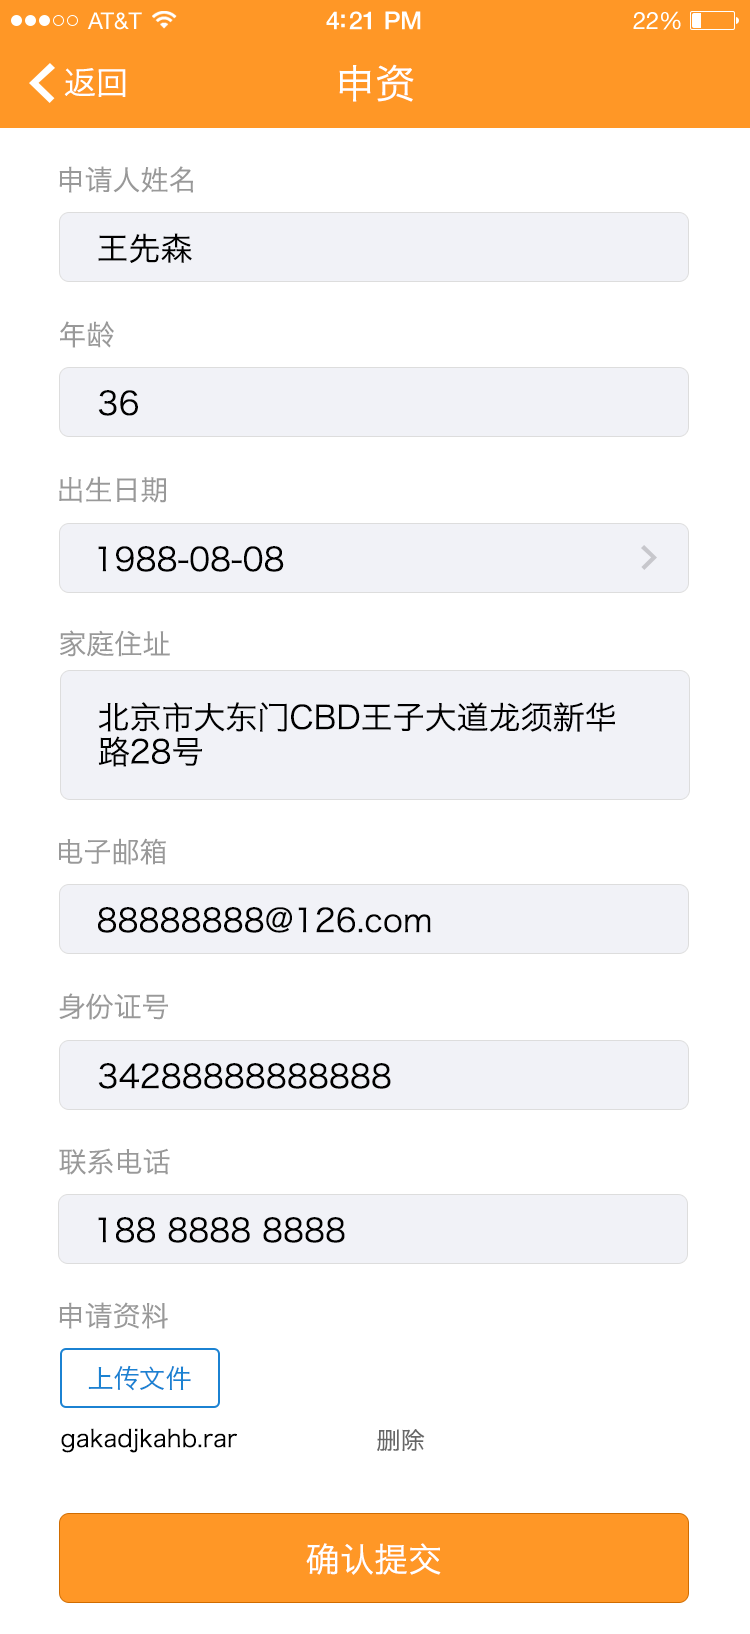 AT&T 4:21 PM 22%
返回 申资
申请人姓名
王先森
年龄
36
出生日期
1988-08-08
家庭住址
北京市大东门CBD王子大道龙须新华
路28号
电子邮箱
88888888@126.com
身份证号
34288888888888
联系电话
188 8888 8888
申请资料
上传文件
gakadjkahb.rar 删除
确认提交